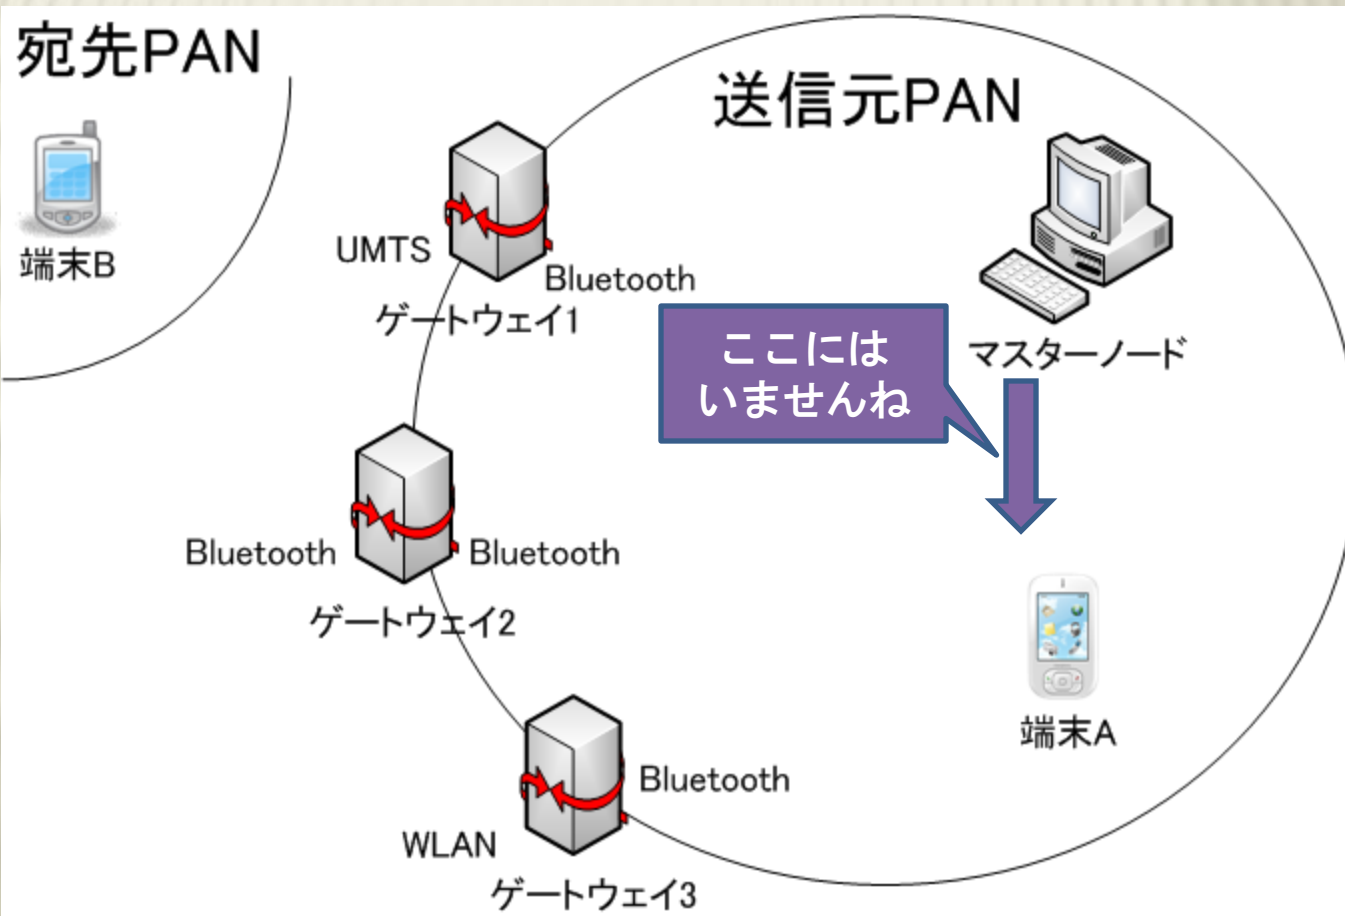 宛先PAN
送信元PAN
端末B
UMTS
Bluetooth
ゲートウェイ1
ここには
いませんね
マスターノード
Bluetooth
Bluetooth
ゲートウェイ2
端末A
Bluetooth
WLAN
ゲートウェイ3